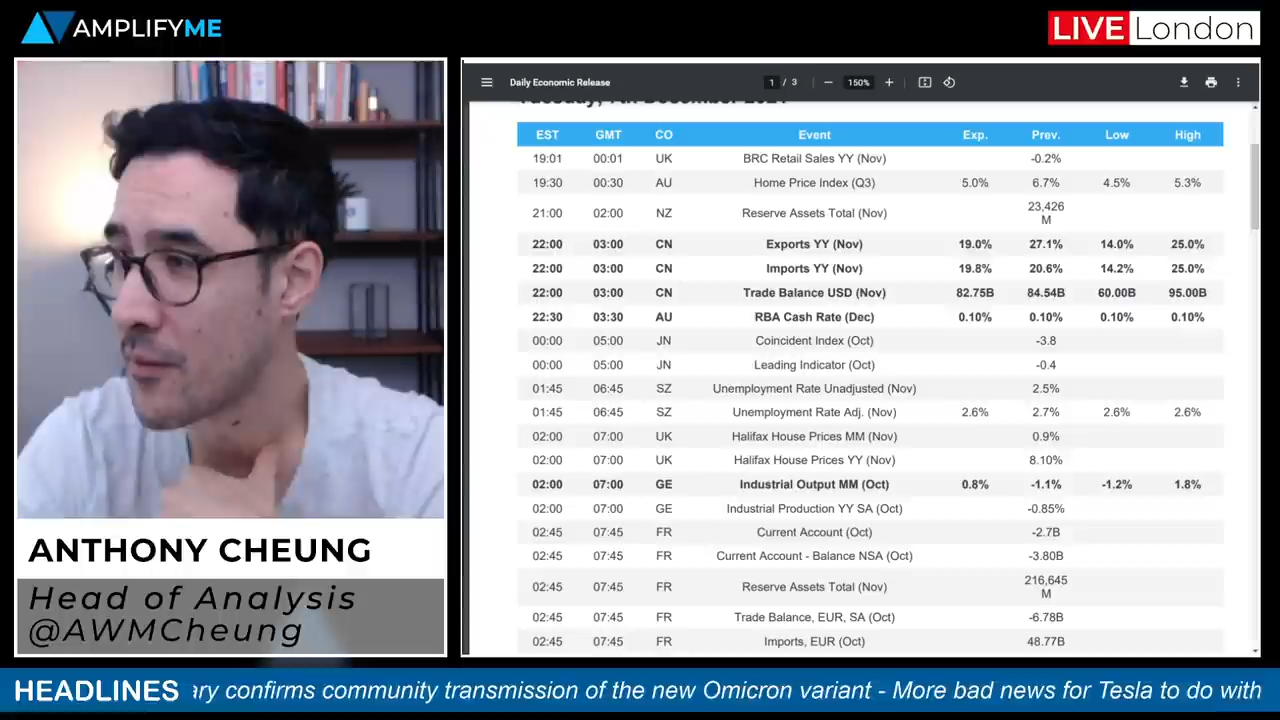 AMPLIFYME
LIVE London
Daily Economic Release
1 / 3
150%
Tuesday, 7th December 2021
EST GMT CO Event Exp. Prev. Low High
19:01 00:01 UK BRC Retail Sales YY (Nov) -0.2%
19:30 00:30 AU Home Price Index (Q3) 5.0% 6.7% 4.5% 5.3%
21:00 02:00 NZ Reserve Assets Total (Nov) 23,426
M
22:00 03:00 CN Exports YY (Nov) 19.0% 27.1% 14.0% 25.0%
22:00 03:00 CN Imports YY (Nov) 19.8% 20.6% 14.2% 25.0%
22:00 03:00 CN Trade Balance USD (Nov) 82.75B 84.54B 60.00B 95.00B
22:30 03:30 AU RBA Cash Rate (Dec) 0.10% 0.10% 0.10% 0.10%
00:00 05:00 JN Coincident Index (Oct) -3.8
00:00 05:00 JN Leading Indicator (Oct) -0.4
01:45 06:45 SZ Unemployment Rate Unadjusted (Nov) 2.5%
01:45 06:45 SZ Unemployment Rate Adj. (Nov) 2.6% 2.7% 2.6% 2.6%
02:00 07:00 UK Halifax House Prices MM (Nov) 0.9%
02:00 07:00 UK Halifax House Prices YY (Nov) 8.10%
02:00 07:00 GE Industrial Output MM (Oct) 0.8% -1.1% -1.2% 1.8%
02:00 07:00 GE Industrial Production YY SA (Oct) -0.85%
02:45 07:45 FR Current Account (Oct) -2.7B
02:45 07:45 FR Current Account - Balance NSA (Oct) -3.80B
02:45 07:45 FR Reserve Assets Total (Nov) 216,645
M
02:45 07:45 FR Trade Balance, EUR, SA (Oct) -6.78B
02:45 07:45 FR Imports, EUR (Oct) 48.77B
ANTHONY CHEUNG
Head of Analysis
@AWMCheung
HEADLINES ary confirms community transmission of the new Omicron variant - More bad news for Tesla to do with